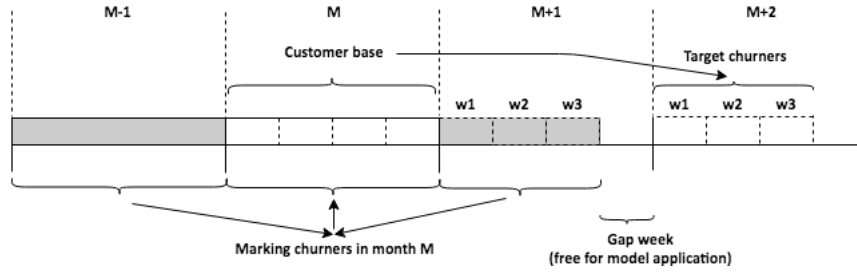 M-1
M
M+1
M+2
Customer base
Target churners
w1
w2
w3
w1
w2
w3
Marking churners in month M
Gap week
(free for model application)